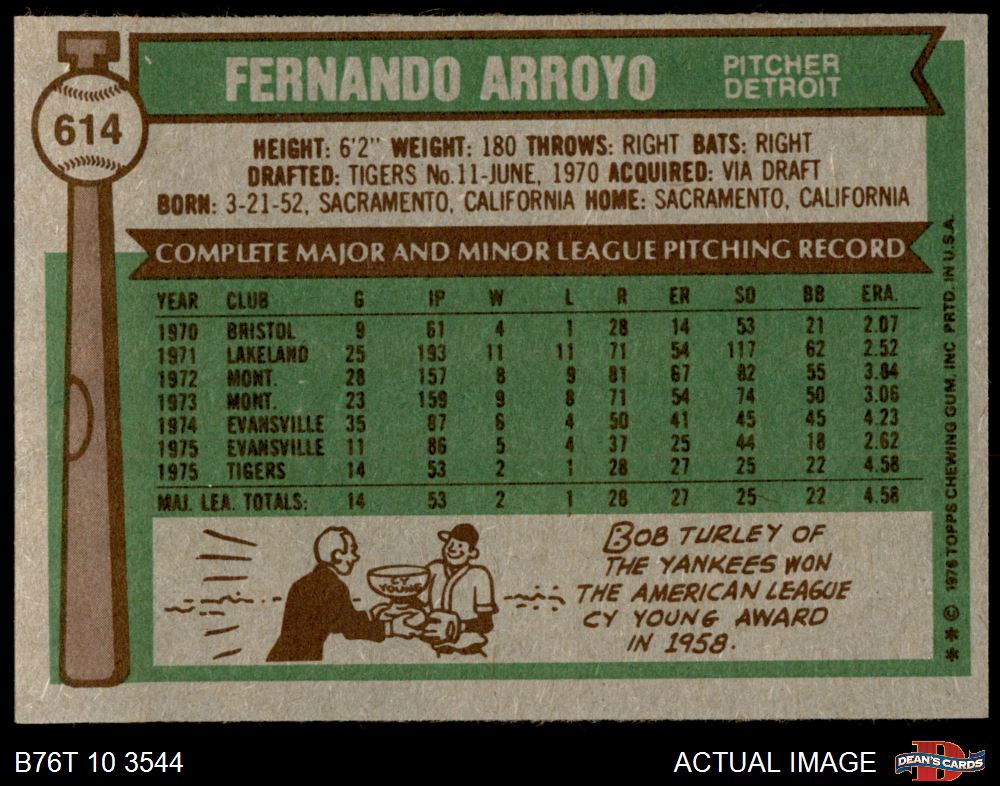 614
FERNANDO ARROYO
PITCHER
DETROIT
HEIGHT: 6'2" WEIGHT: 180 THROWS: RIGHT BATS: RIGHT
DRAFTED: TIGERS No.11-JUNE, 1970 ACQUIRED: VIA DRAFT
BORN: 3-21-52, SACRAMENTO, CALIFORNIA HOME: SACRAMENTO, CALIFORNIA
COMPLETE MAJOR AND MINOR LEAGUE PITCHING RECORD
YEAR CLUB G IP W L R ER SO BB ERA.
1970 BRISTOL 9 61 4 1 28 14 53 21 2.07
1971 LAKELAND 25 193 11 11 71 54 117 62 2.52
1972 MONT. 28 157 8 9 81 67 82 55 3.84
1973 MONT. 23 159 9 8 71 54 74 50 3.06
1974 EVANSVILLE 35 87 6 4 50 41 45 45 4.23
1975 EVANSVILLE 11 86 5 4 37 25 44 18 2.62
1975 TIGERS 14 53 2 1 28 27 25 22 4.58
MAJ. LEA. TOTALS: 14 53 2 1 28 27 25 22 4.58
CY
YOUNG
BOB TURLEY OF
THE YANKEES WON
THE AMERICAN LEAGUE
CY YOUNG AWARD
IN 1958.
** © 1976 TOPPS CHEWING GUM, INC PRTD. IN U.S.A.
B76T 10 3544
ACTUAL IMAGE
DEAN'S CARDS